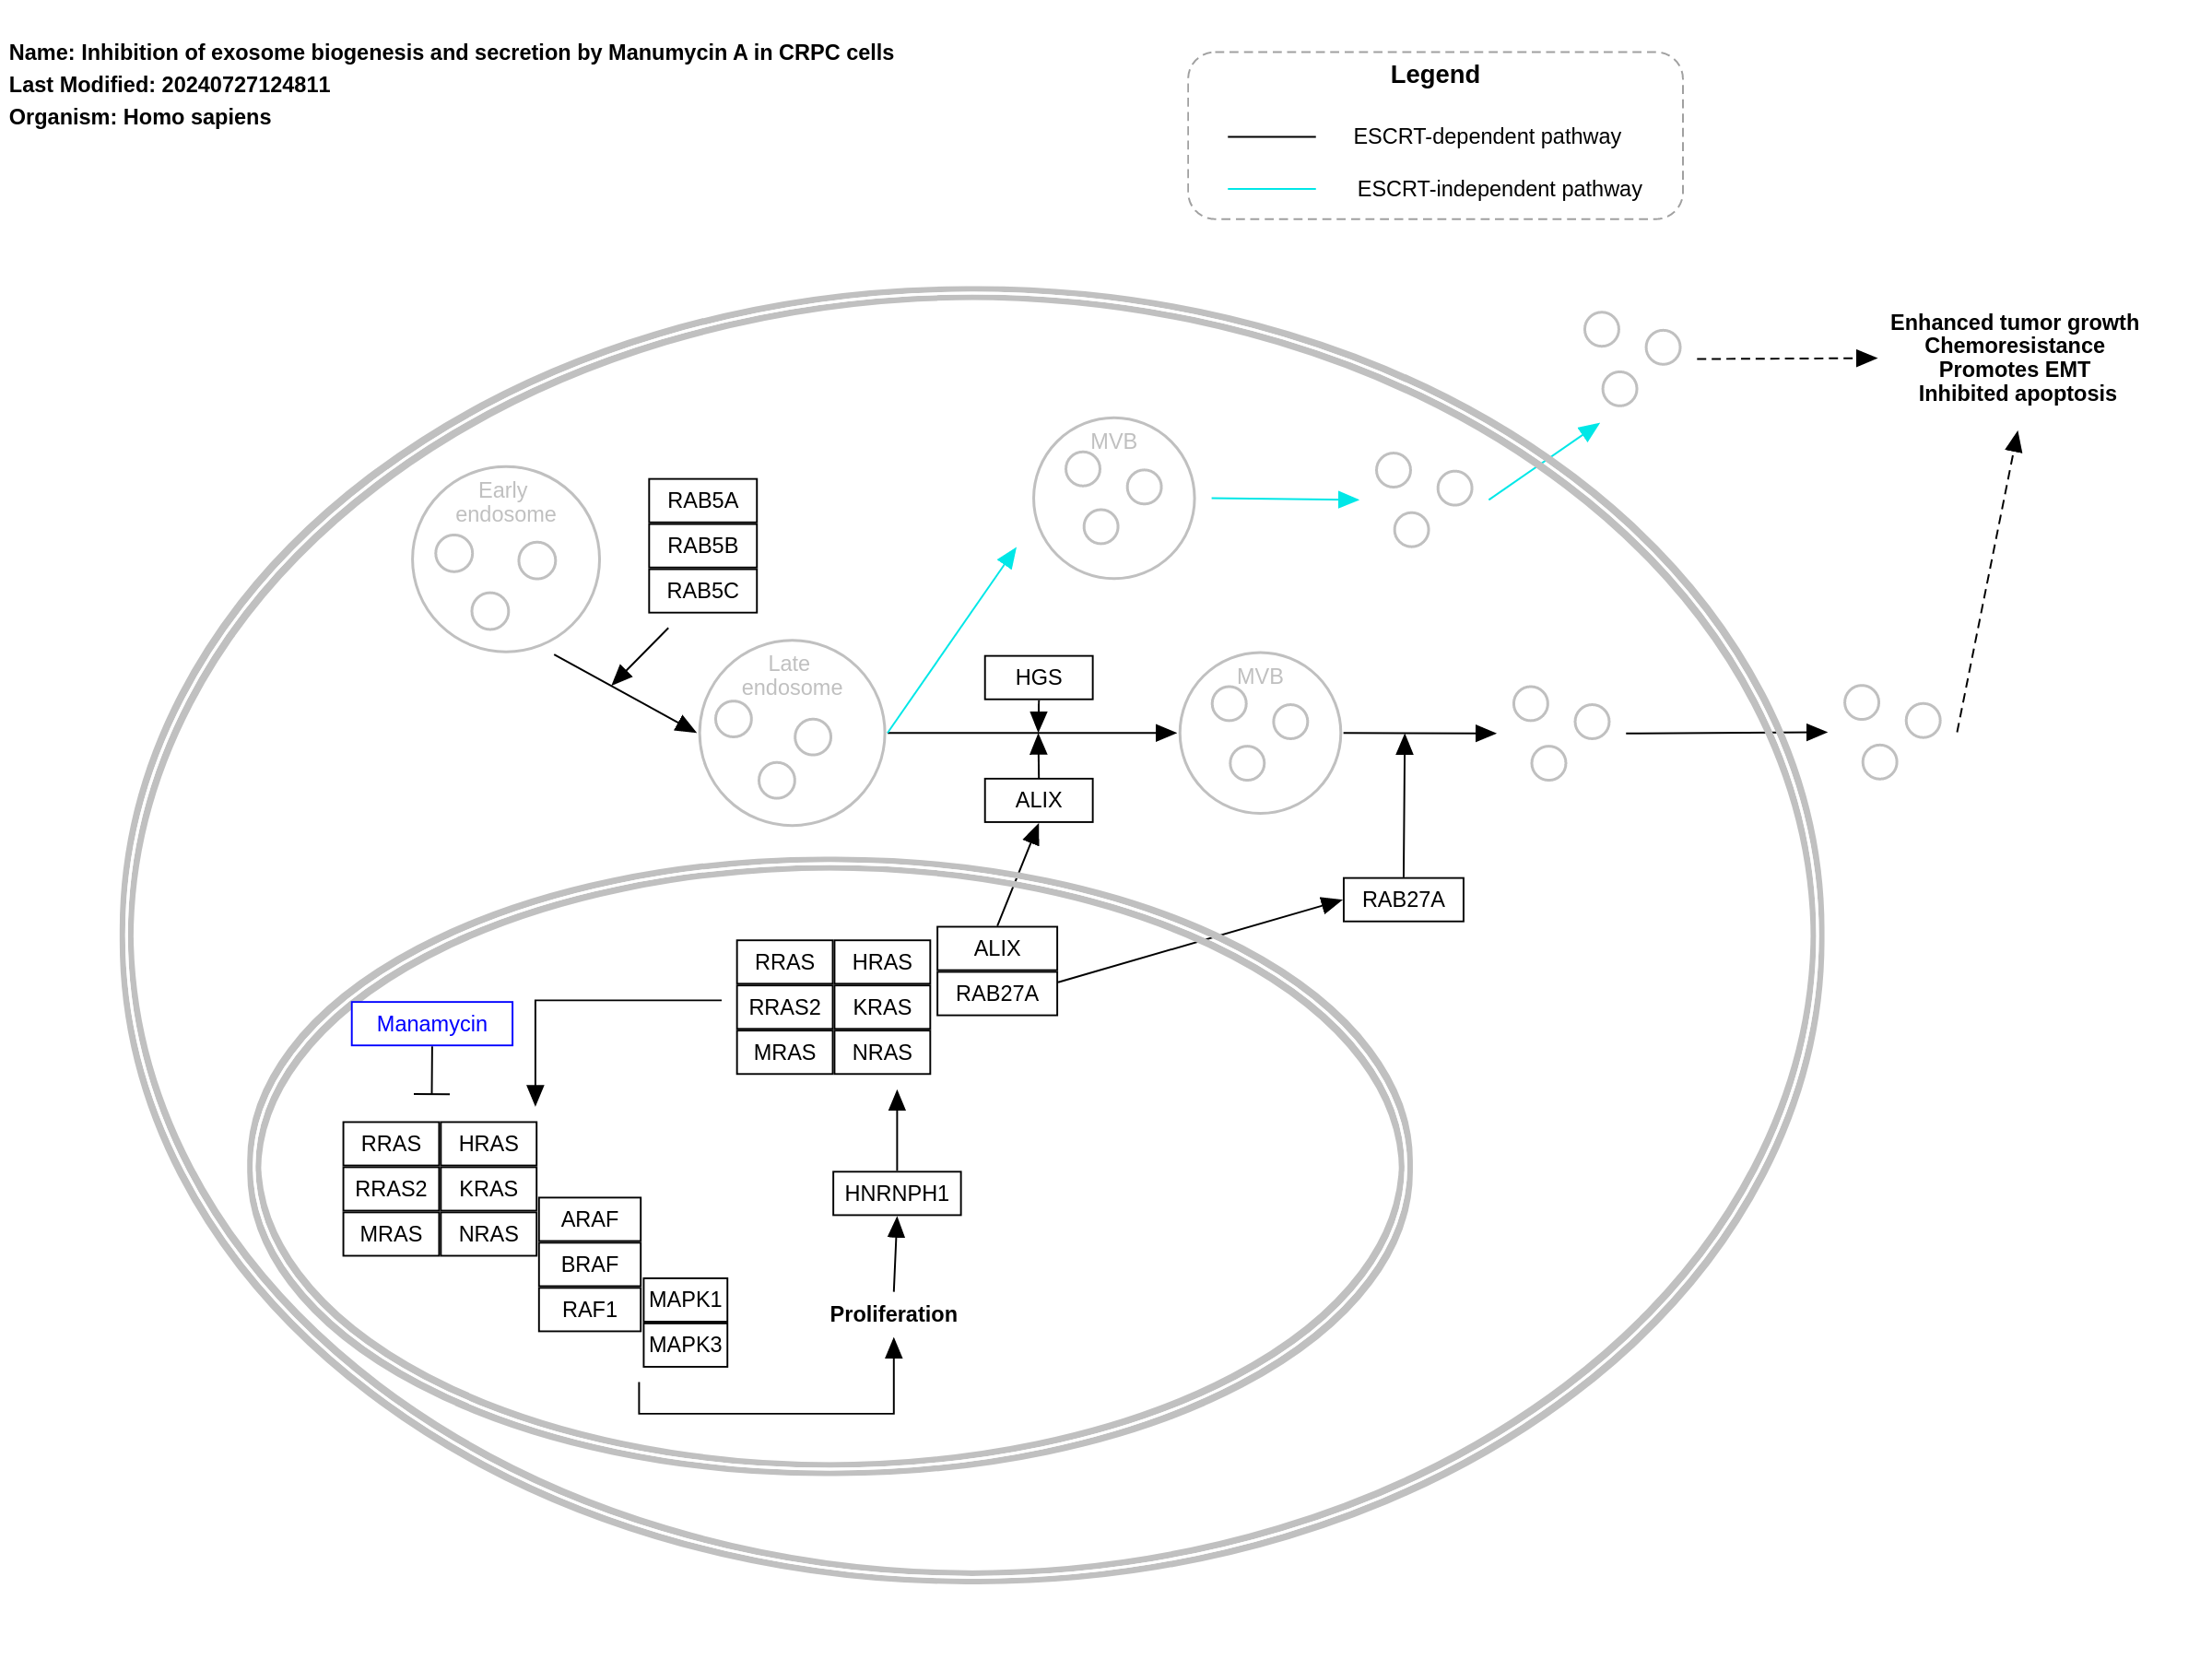 Name: Inhibition of exosome biogenesis and secretion by Manumycin A in CRPC cells
Last Modified: 20240727124811
Organism: Homo sapiens
Legend
ESCRT-dependent pathway
ESCRT-independent pathway
Enhanced tumor growth
Chemoresistance
Promotes EMT
Inhibited apoptosis
MVB
Early
endosome
RAB5A
RAB5B
RAB5C
Late
endosome
HGS
MVB
ALIX
RAB27A
ALIX
RAB27A
RRAS
HRAS
RRAS2
KRAS
MRAS
NRAS
Manamycin
RRAS
HRAS
RRAS2
KRAS
MRAS
NRAS
ARAF
BRAF
RAF1
MAPK1
MAPK3
HNRNPH1
Proliferation